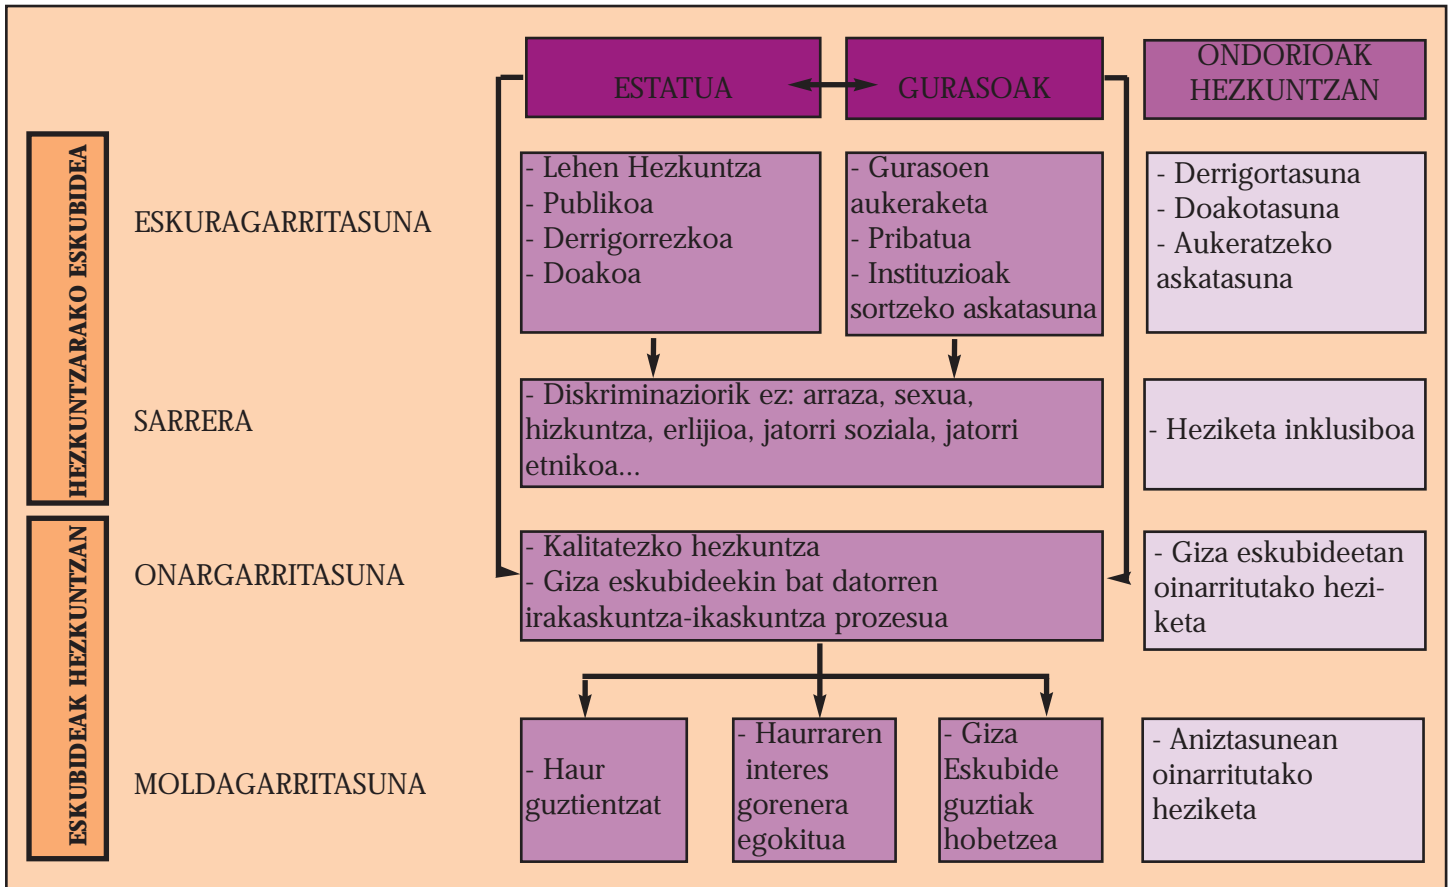 ESTATUA
GURASOAK
ONDORIOAK
HEZKUNTZAN
HEZKUNTZARAKO ESKUBIDEA
ESKURAGARRITASUNA
- Lehen Hezkuntza
- Publikoa
- Derrigorrezkoa
- Doakoa
- Gurasoen
aukeraketa
- Pribatua
- Instituzioak
sortzeko askatasuna
- Derrigortasuna
- Doakotasuna
- Aukeratzeko
askatasuna
SARRERA
- Diskriminaziorik ez: arraza, sexua,
hizkuntza, erlijioa, jatorri soziala, jatorri
etnikoa...
- Heziketa inklusiboa
ESKUBIDEAK HEZKUNTZAN
ONARGARRITASUNA
- Kalitatezko hezkuntza
- Giza eskubideekin bat datorren
irakaskuntza-ikaskuntza prozesua
- Giza eskubideetan
oinarritutako hezi-
keta
MOLDAGARRITASUNA
- Haur
guztientzat
- Haurraren
interes
gorenera
egokitua
- Giza
Eskubide
guztiak
hobetzea
- Aniztasunean
oinarritutako
heziketa